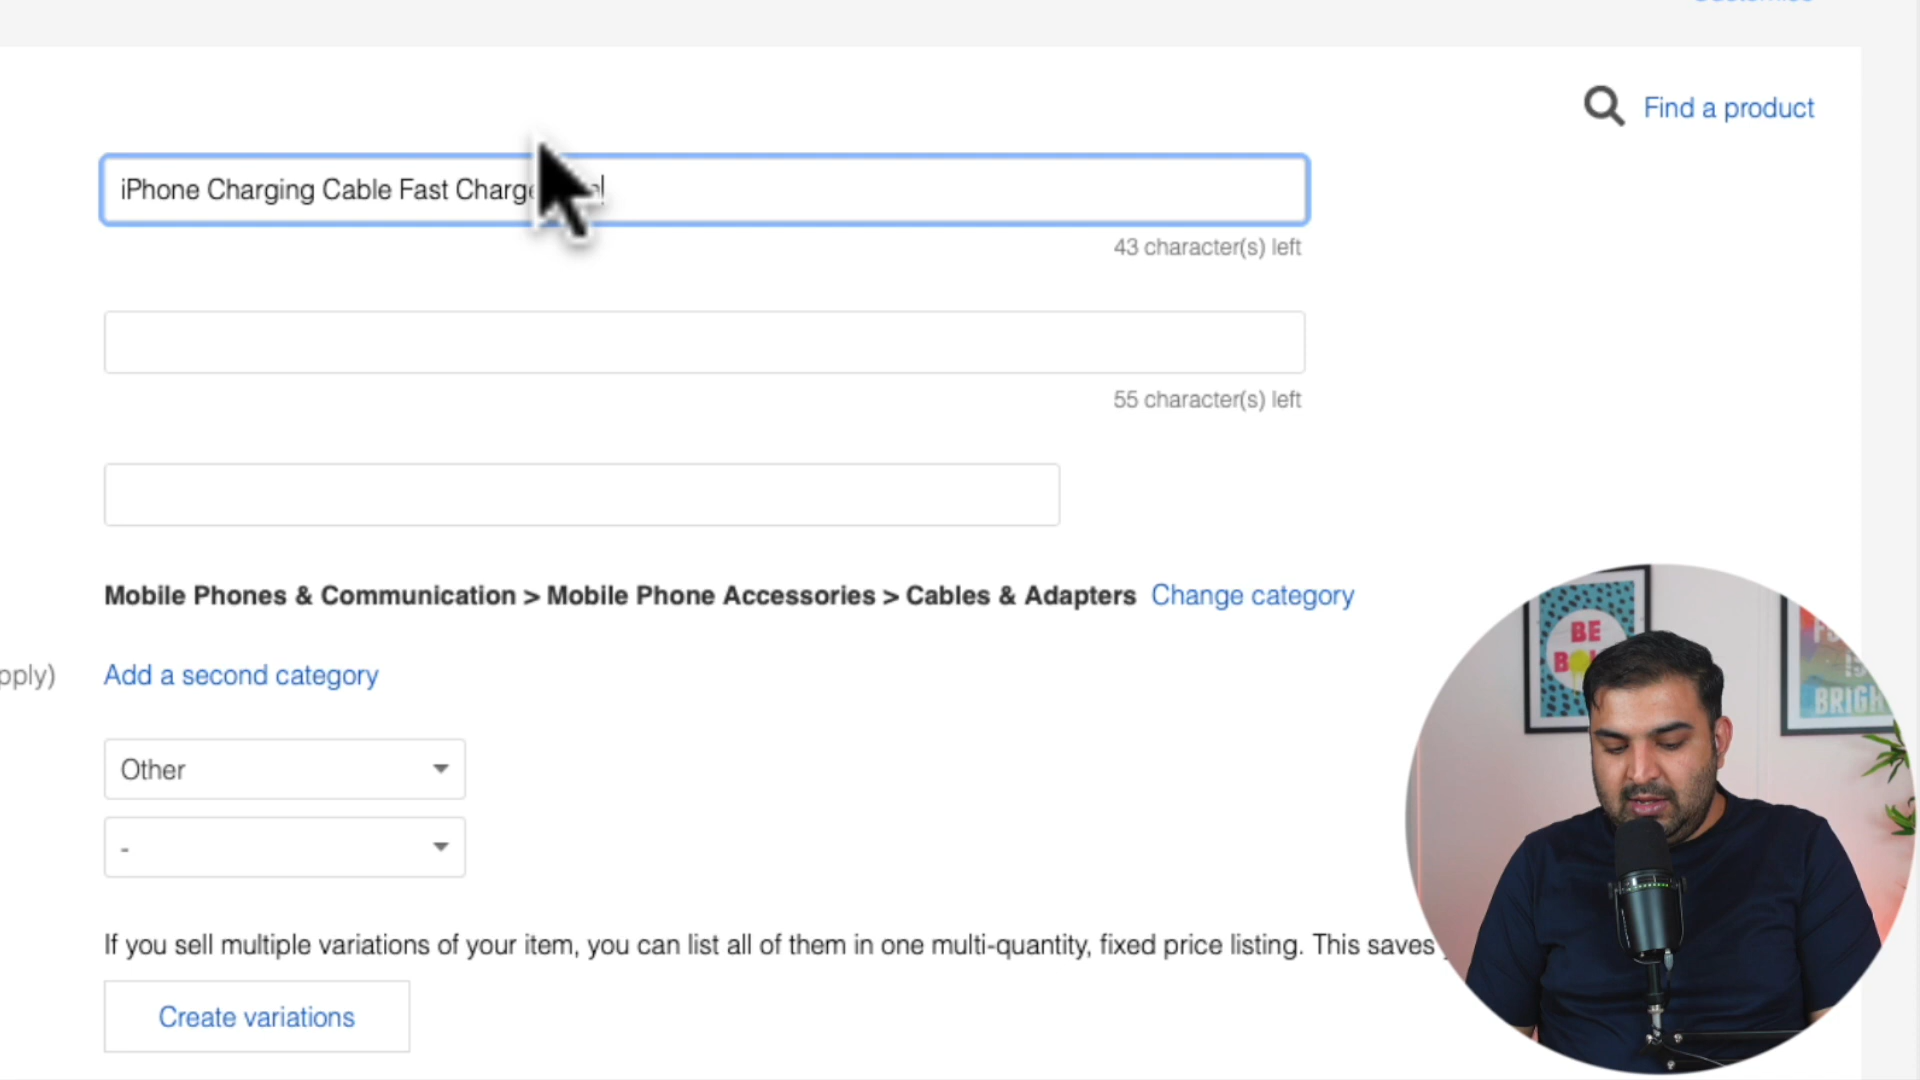 Find a product
iPhone Charging Cable Fast Charge
43 character(s) left
55 character(s) left
Mobile Phones & Communication > Mobile Phone Accessories > Cables & Adapters Change category
Add a second category
Other
-
If you sell multiple variations of your item, you can list all of them in one multi-quantity, fixed price listing. This saves
Create variations
BE
BRIGH